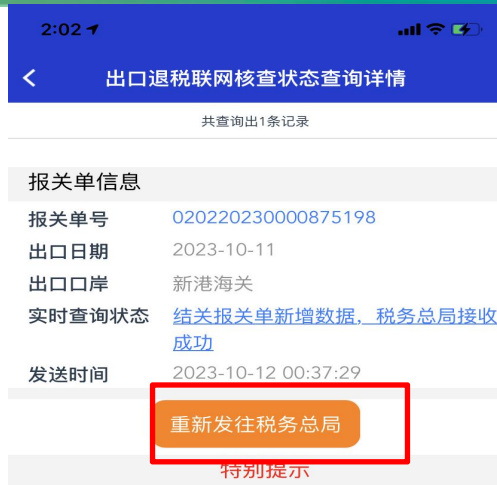 2:02
出口退税联网核查状态查询详情
共查询出1条记录
报关单信息
报关单号 020220230000875198
出口日期 2023-10-11
出口口岸 新港海关
实时查询状态 结关报关单新增数据，税务总局接收
成功
发送时间 2023-10-12 00:37:29
重新发往税务总局
特别提示